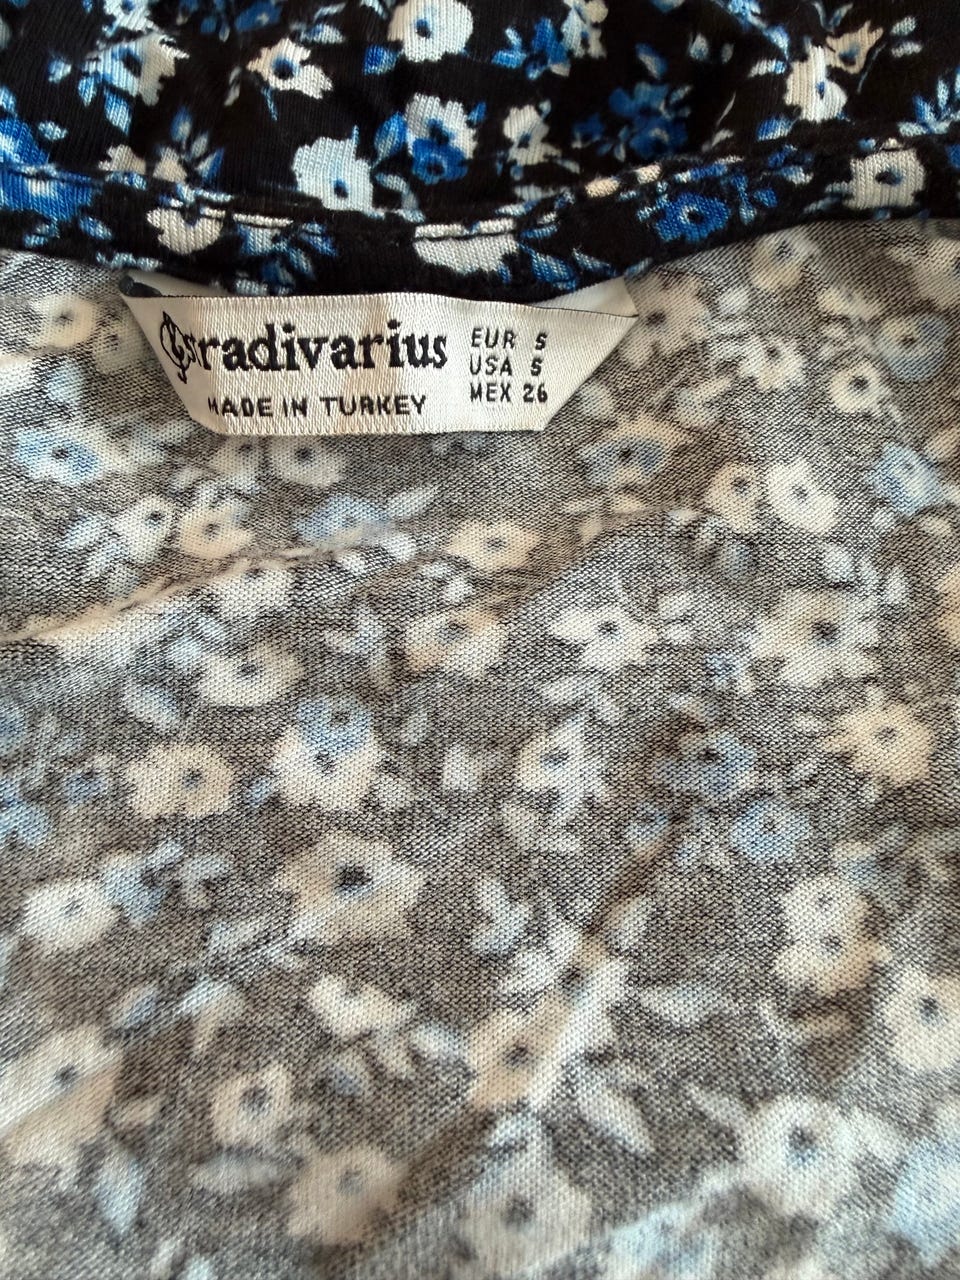 Stradivarius
MADE IN TURKEY
EUR S
USA S
MEX 26